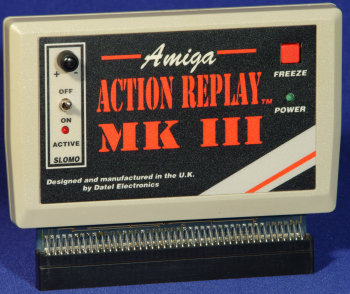 Amiga
ACTION REPLAY™
MK III
FREEZE
POWER
+ -
OFF
ON
ACTIVE
SLOMO
Designed and manufactured in the U.K.
by Datel Electronics